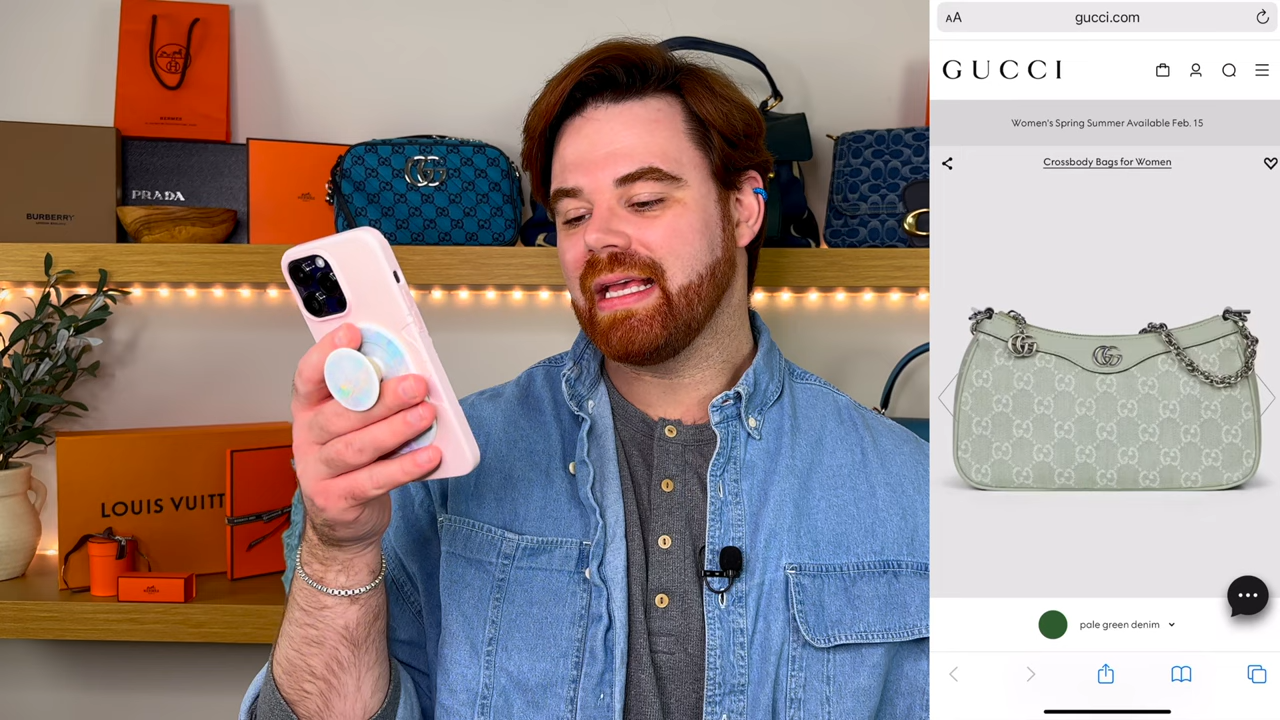 HERMES
PRADA
BURBERRY
LOUIS VUITT
AA
gucci.com
GUCCI
Women's Spring Summer Available Feb. 15
Crossbody Bags for Women
pale green denim